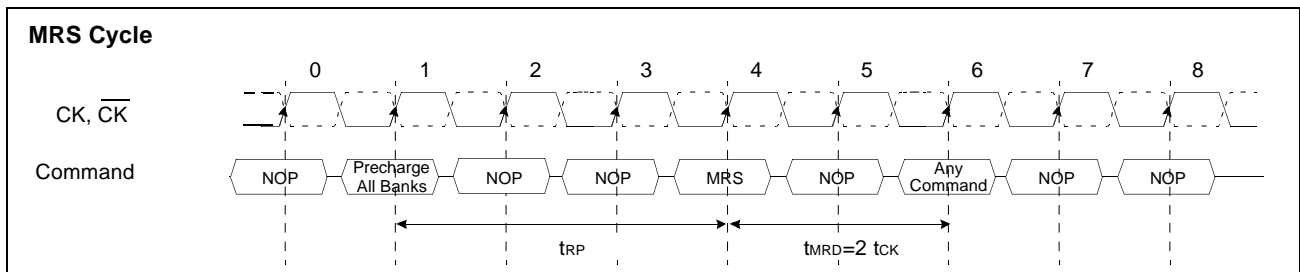 MRS Cycle
0 1 2 3 4 5 6 7 8
CK, C̅K̅
Command
NOP
Precharge
All Banks
NOP
NOP
MRS
NOP
Any
Command
NOP
NOP
tRP
tMRD=2 tCK